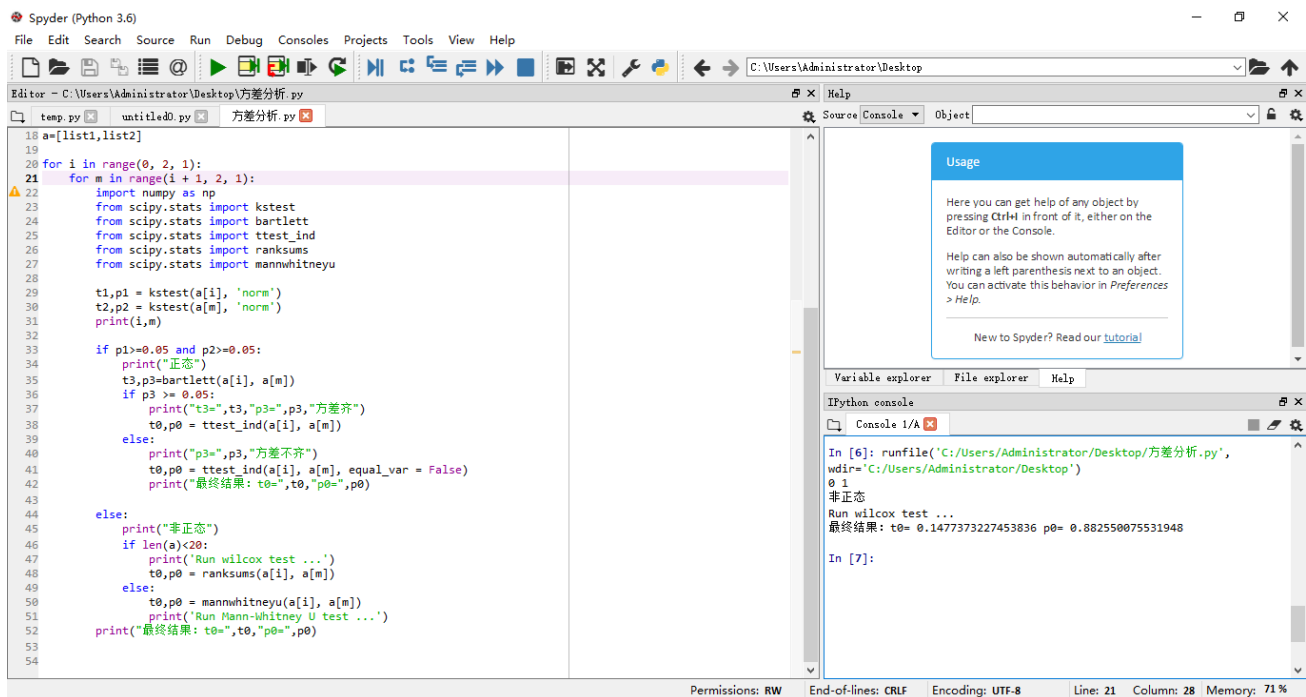 Spyder (Python 3.6)
File Edit Search Source Run Debug Consoles Projects Tools View Help
C:\Users\Administrator\Desktop
Editor - C:\Users\Administrator\Desktop\方差分析.py
temp.py untitled0.py 方差分析.py
18 a=[list1,list2]
19
20 for i in range(0, 2, 1):
21 for m in range(i + 1, 2, 1):
22 import numpy as np
23 from scipy.stats import kstest
24 from scipy.stats import bartlett
25 from scipy.stats import ttest_ind
26 from scipy.stats import ranksums
27 from scipy.stats import mannwhitneyu
28
29 t1,p1 = kstest(a[i], 'norm')
30 t2,p2 = kstest(a[m], 'norm')
31 print(i,m)
32
33 if p1>=0.05 and p2>=0.05:
34 print("正态")
35 t3,p3=bartlett(a[i], a[m])
36 if p3 >= 0.05:
37 print("t3=",t3,"p3=",p3,"方差齐")
38 t0,p0 = ttest_ind(a[i], a[m])
39 else:
40 print("p3=",p3,"方差不齐")
41 t0,p0 = ttest_ind(a[i], a[m], equal_var = False)
42 print("最终结果: t0=",t0,"p0=",p0)
43
44 else:
45 print("非正态")
46 if len(a)<20:
47 print('Run wilcox test ...')
48 t0,p0 = ranksums(a[i], a[m])
49 else:
50 t0,p0 = mannwhitneyu(a[i], a[m])
51 print('Run Mann-Whitney U test ...')
52 print("最终结果: t0=",t0,"p0=",p0)
53
54
Help
Source Console Object
Usage
Here you can get help of any object by
pressing Ctrl+I in front of it, either on the
Editor or the Console.
Help can also be shown automatically after
writing a left parenthesis next to an object.
You can activate this behavior in Preferences
> Help.
New to Spyder? Read our tutorial
Variable explorer File explorer Help
IPython console
Console 1/A
In [6]: runfile('C:/Users/Administrator/Desktop/方差分析.py',
wdir='C:/Users/Administrator/Desktop')
0 1
非正态
Run wilcox test ...
最终结果: t0= 0.1477373227453836 p0= 0.882550075531948
In [7]:
Permissions: RW End-of-lines: CRLF Encoding: UTF-8 Line: 21 Column: 28 Memory: 71 %